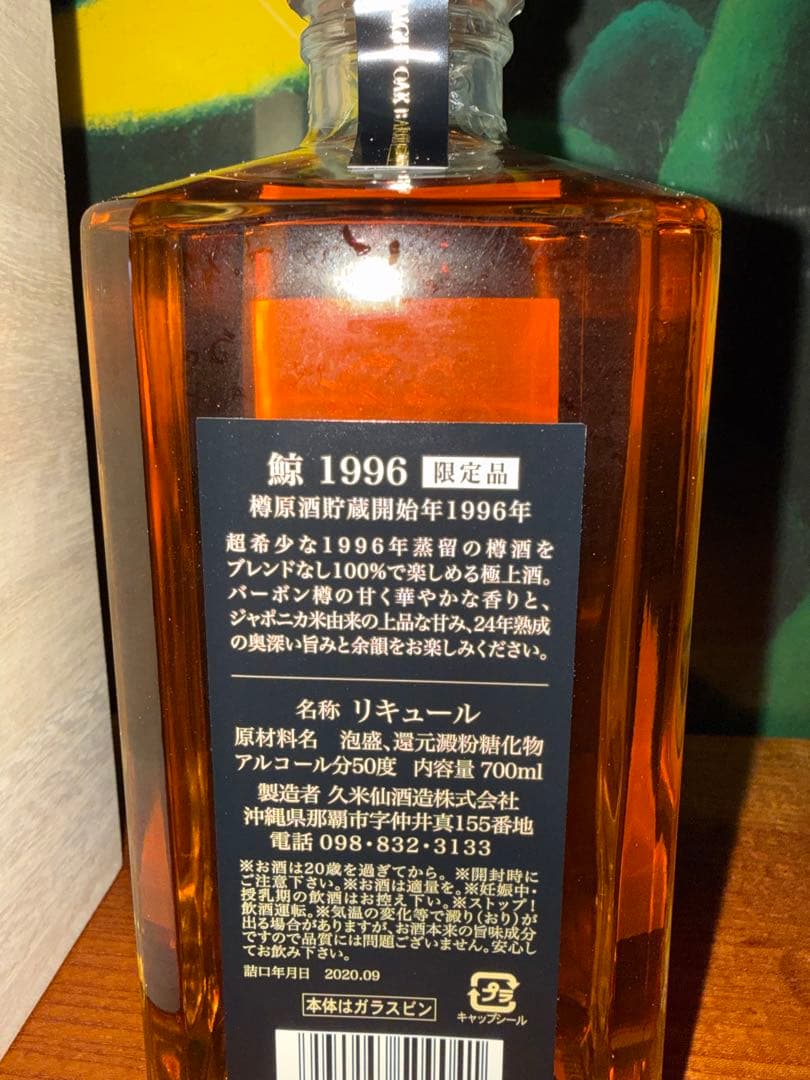 OAK
鯨 1996 限定品
樽原酒貯蔵開始年1996年
超希少な1996年蒸留の樽酒を
ブレンドなし100%で楽しめる極上酒。
バーボン樽の甘く華やかな香りと、
ジャポニカ米由来の上品な甘み、24年熟成
の奥深い旨みと余韻をお楽しみください。
名称 リキュール
原材料名 泡盛、還元澱粉糖化物
アルコール分50度 内容量 700ml
製造者 久米仙酒造株式会社
沖縄県那覇市字仲井真155番地
電話 098・832・3133
※お酒は20歳を過ぎてから。※開封時に
ご注意下さい。※お酒は適量を。※妊娠中・
授乳期の飲酒はお控え下い。※ストップ!
飲酒運転。※気温の変化等で澱り(おり)が
出る場合がありますが、お酒本来の旨味成分
ですので品質には問題ございません。安心し
てお飲み下さい。
詰口年月日 2020.09
本体はガラスビン
プラ
キャップシール